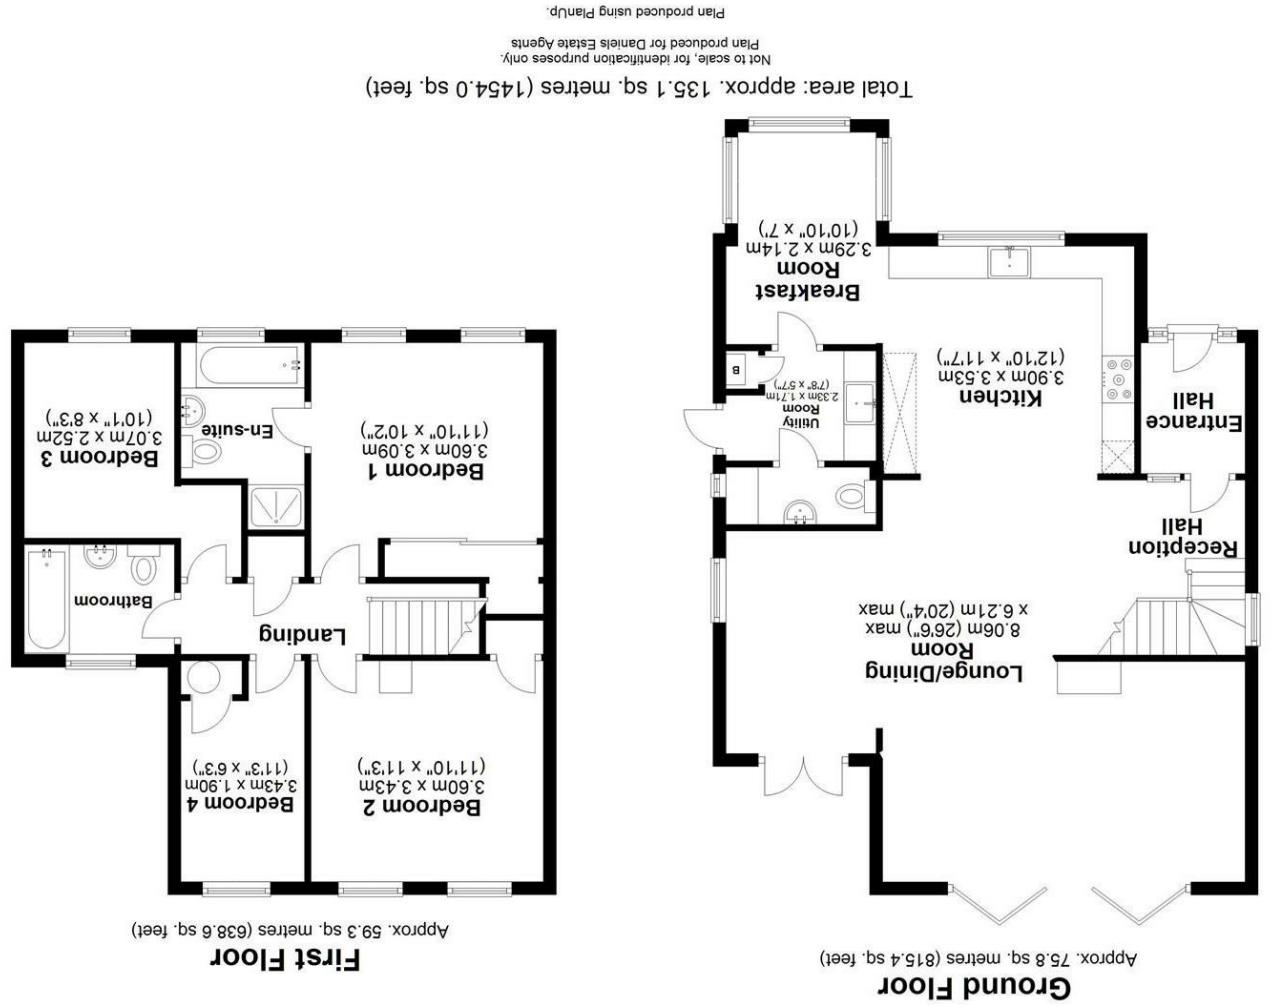 Ground Floor
Approx. 75.8 sq. metres (815.4 sq. feet)
Lounge/Dining
Room
8.06m (26'6") max
x 6.21m (20'4") max
Reception
Hall
Entrance
Hall
Kitchen
3.90m x 3.53m
(12'10" x 11'7")
Utility
Room
2.33m x 1.71m
(7'8" x 5'7")
B
Breakfast
Room
3.29m x 2.14m
(10'10" x 7')
First Floor
Approx. 59.3 sq. metres (638.6 sq. feet)
Bedroom 2
3.60m x 3.43m
(11'10" x 11'3")
Bedroom 4
3.43m x 1.90m
(11'3" x 6'3")
Landing
Bathroom
Bedroom 1
3.60m x 3.09m
(11'10" x 10'2")
En-suite
Bedroom 3
3.07m x 2.52m
(10'1" x 8'3")
Total area: approx. 135.1 sq. metres (1454.0 sq. feet)
Not to scale, for identification purposes only.
Plan produced for Daniels Estate Agents
Plan produced using PlanUp.